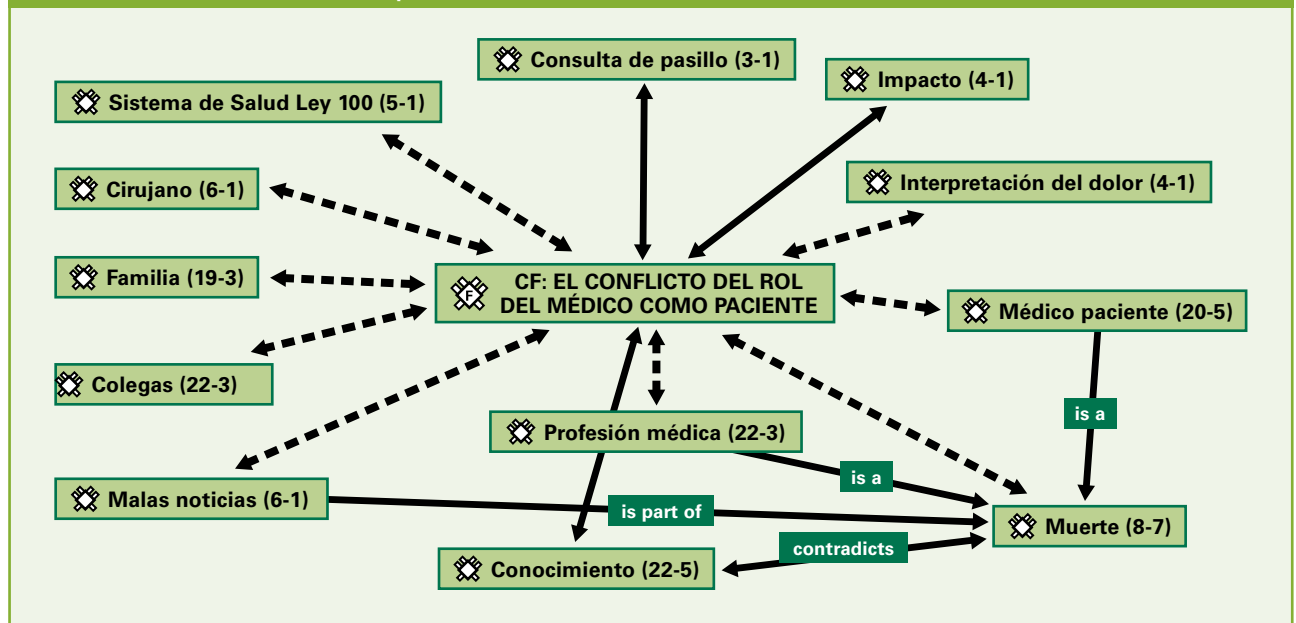 Consulta de pasillo (3-1)
Impacto (4-1)
Sistema de Salud Ley 100 (5-1)
Cirujano (6-1)
Interpretación del dolor (4-1)
Familia (19-3)
F
CF: EL CONFLICTO DEL ROL
DEL MÉDICO COMO PACIENTE
Médico paciente (20-5)
Colegas (22-3)
is a
Profesión médica (22-3)
is a
Malas noticias (6-1)
is part of
Muerte (8-7)
contradicts
Conocimiento (22-5)